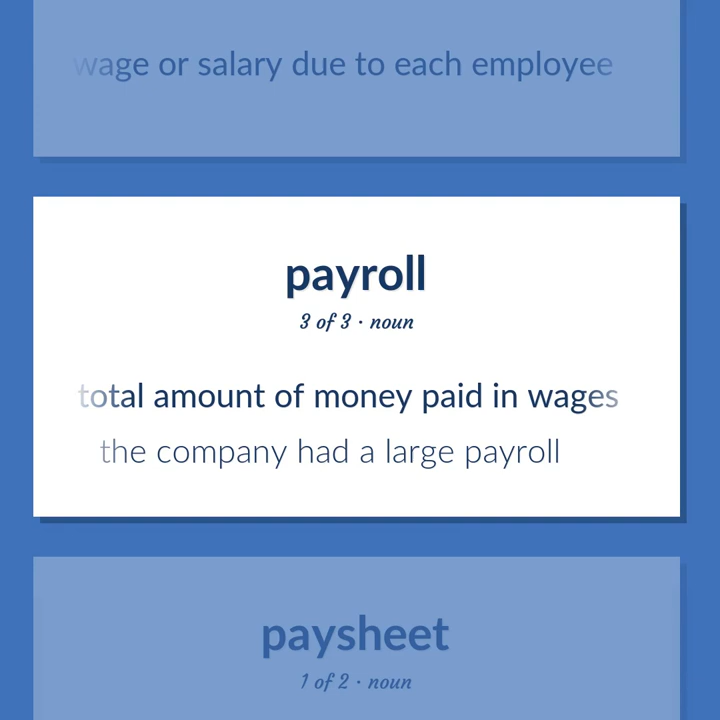 wage or salary due to each employee
payroll
3 of 3 · noun
total amount of money paid in wages
the company had a large payroll
paysheet
1 of 2 · noun